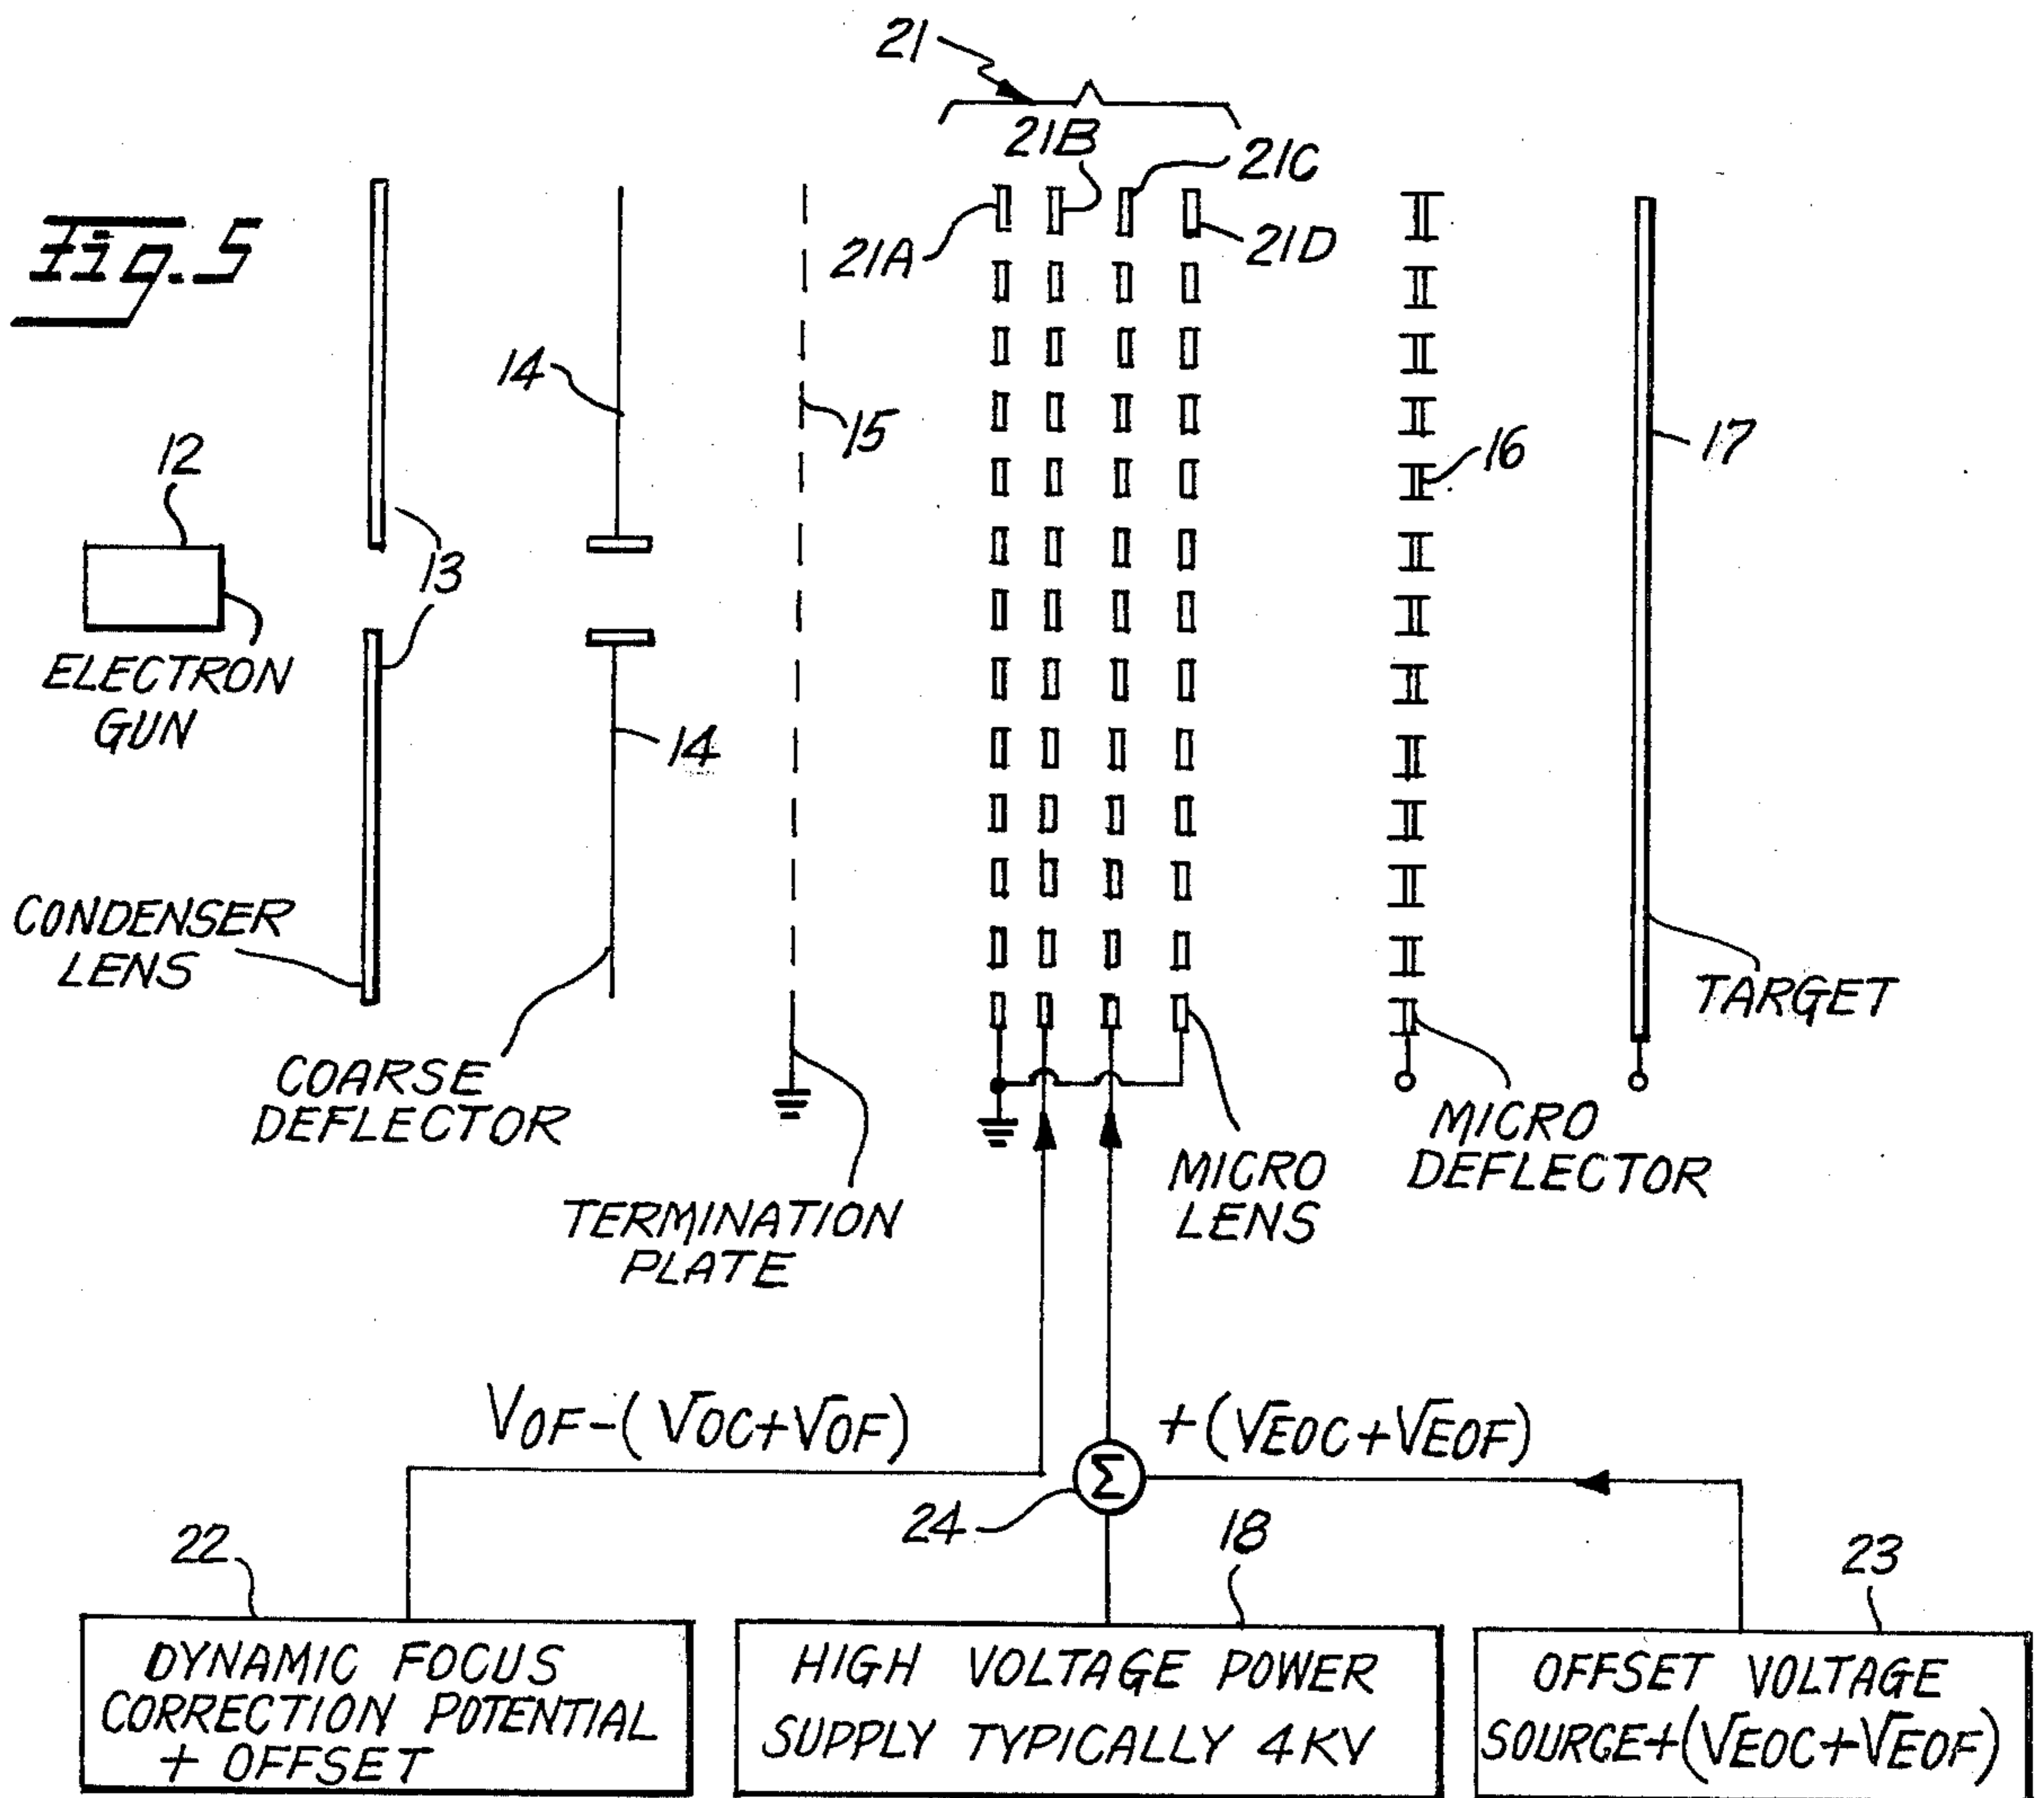 Fig. 5
21
21B
21C
21A
21D
14
15
12
16
17
13
ELECTRON
GUN
14
CONDENSER
LENS
TARGET
COARSE
DEFLECTOR
MICRO
DEFLECTOR
MICRO
LENS
TERMINATION
PLATE
VOF-(VOC+VOF)
+(VEOC+VEOF)
Σ
24
18
22
23
DYNAMIC FOCUS
CORRECTION POTENTIAL
+ OFFSET
HIGH VOLTAGE POWER
SUPPLY TYPICALLY 4KV
OFFSET VOLTAGE
SOURCE+(VEOC+VEOF)